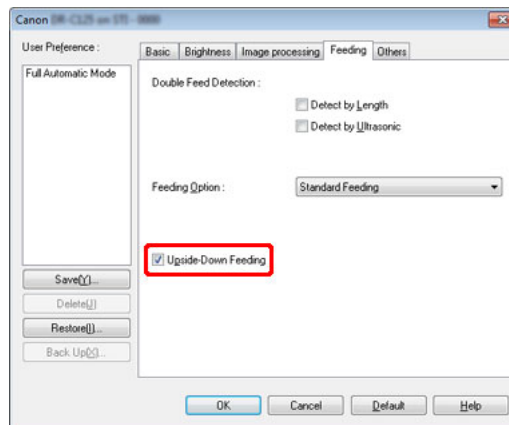 Canon
User Preference :
Full Automatic Mode
Save(Y)...
Delete(J)
Restore(I)...
Back Up(X)...
Basic
Brightness
Image processing
Feeding
Others
Double Feed Detection :
Detect by Length
Detect by Ultrasonic
Feeding Option :
Standard Feeding
Upside-Down Feeding
OK
Cancel
Default
Help